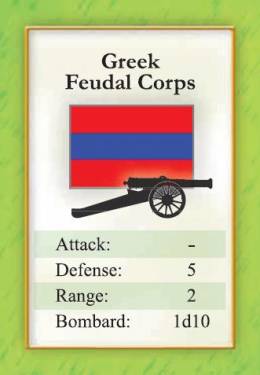 Greek
Feudal Corps
Attack: -
Defense: 5
Range: 2
Bombard: 1d10